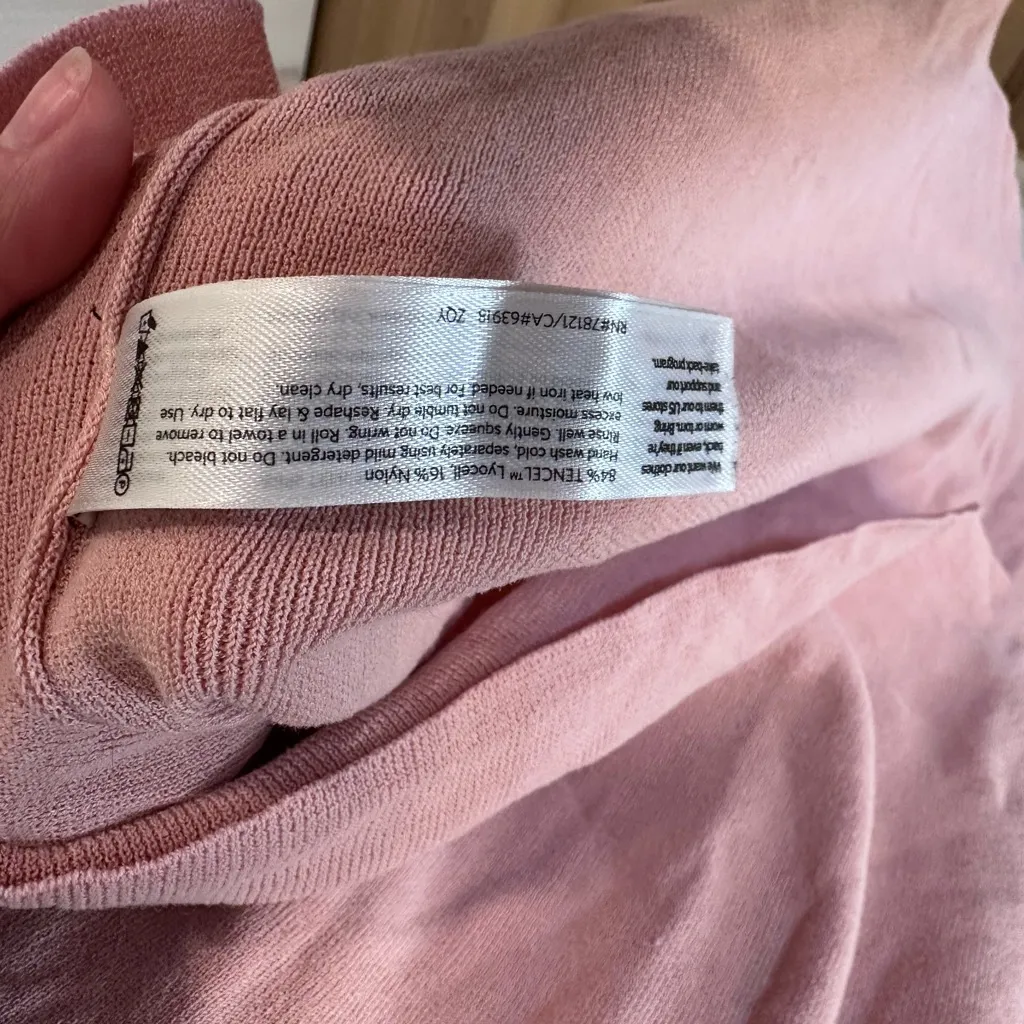 84% TENCEL™ Lyocell, 16% Nylon
Hand wash cold, separately using mild detergent. Do not bleach.
Rinse well. Gently squeeze. Do not wring. Roll in a towel to remove
excess moisture. Do not tumble dry. Reshape & lay flat to dry. Use
low heat iron if needed. For best results, dry clean.
RN#78121/CA#63915 ZQY
We want our clothes
back, even if they're
worn or torn. Bring
them to our US stores
and support our
take-back program.